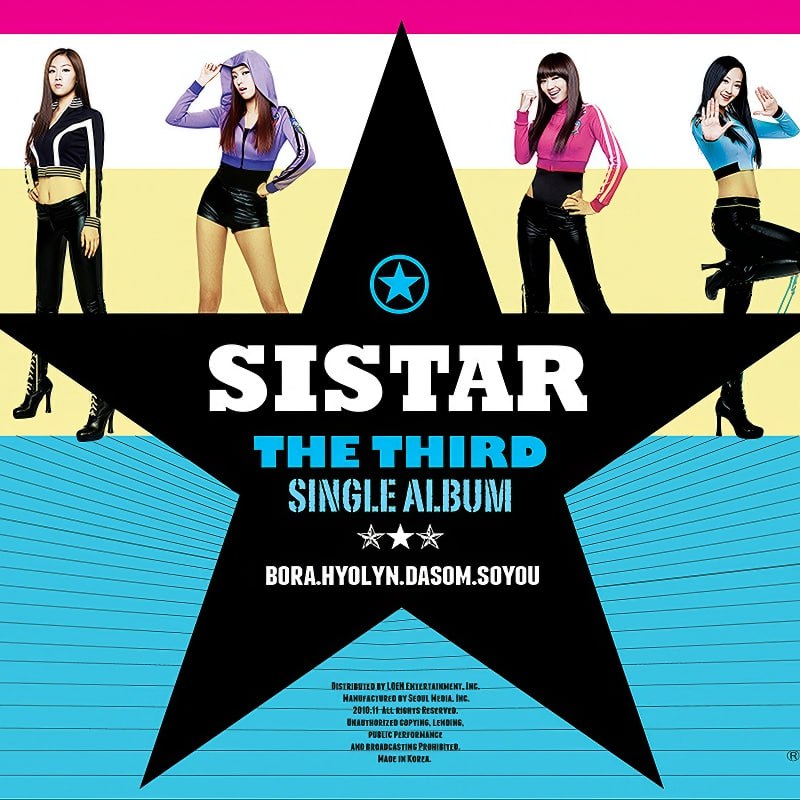 SISTAR
THE THIRD
SINGLE ALBUM
BORA.HYOLYN.DASOM.SOYOU
DISTRIBUTED BY LOEN ENTERTAINMENT, INC.
MANUFACTURED BY SEOUL MEDIA, INC.
2010.11 ALL RIGHTS RESERVED.
UNAUTHORIZED COPYING, LENDING,
PUBLIC PERFORMANCE
AND BROADCASTING PROHIBITED.
MADE IN KOREA.
®